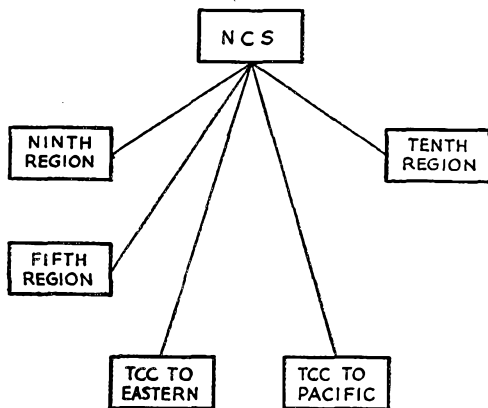 NCS
NINTH
REGION
TENTH
REGION
FIFTH
REGION
TCC TO
EASTERN
TCC TO
PACIFIC